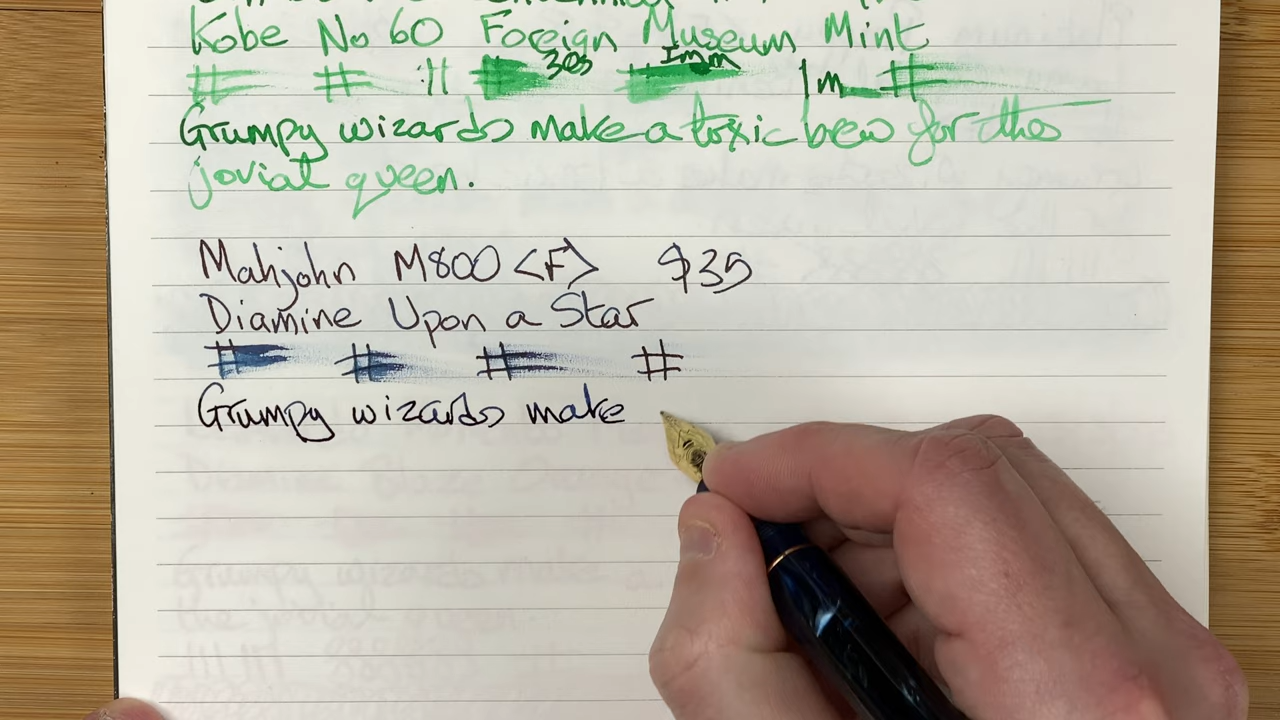 Kobe No 60 Foreign Museum Mint
# # || # 30s # 1mm 1m #
Grumpy wizards make a toxic brew for the
jovial queen.
Mahjohn M800 <F> $35
Diamine Upon a Star
# # # #
Grumpy wizards make